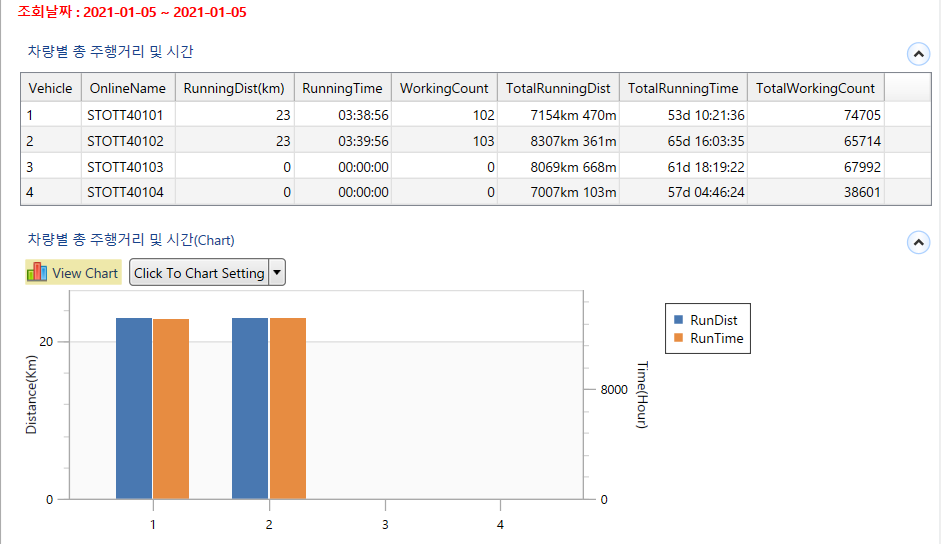 조회날짜 : 2021-01-05 ~ 2021-01-05
차량별 총 주행거리 및 시간
Vehicle OnlineName RunningDist(km) RunningTime WorkingCount TotalRunningDist TotalRunningTime TotalWorkingCount
1 STOTT40101 23 03:38:56 102 7154km 470m 53d 10:21:36 74705
2 STOTT40102 23 03:39:56 103 8307km 361m 65d 16:03:35 65714
3 STOTT40103 0 00:00:00 0 8069km 668m 61d 18:19:22 67992
4 STOTT40104 0 00:00:00 0 7007km 103m 57d 04:46:24 38601
차량별 총 주행거리 및 시간(Chart)
View Chart Click To Chart Setting
RunDist
RunTime
Distance(Km)
20
0
Time(Hour)
8000
0
1 2 3 4